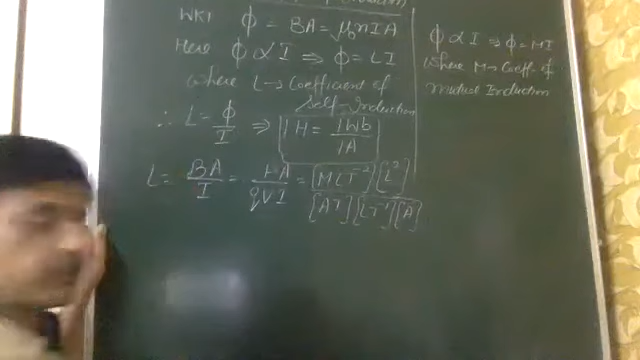 WKT ϕ = BA = μ₀nIA
Here ϕ ∝ I ⇒ ϕ = LI
where L → Coefficient of
Self-Induction
∴ L = ϕ/I ⇒ 1H = 1Wb/1A
L = BA/I = FA/qVI = [MLT⁻²][L²]/[AT][LT⁻¹][A]
ϕ ∝ I ⇒ ϕ = MI
where M → Coeff. of
Mutual Induction